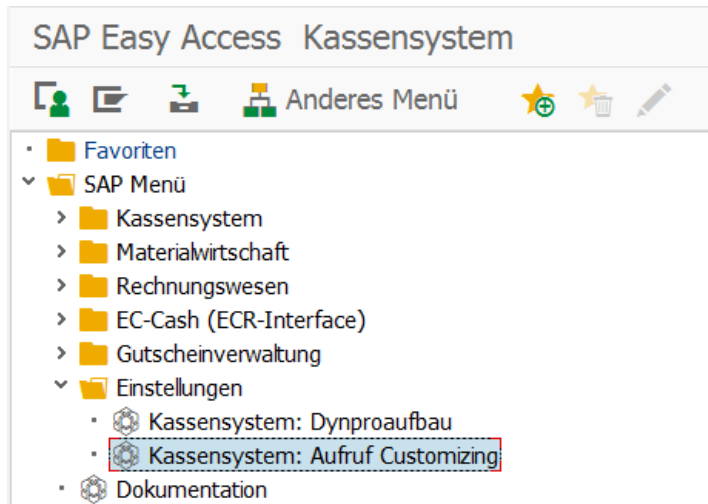 SAP Easy Access Kassensystem
Anderes Menü
Favoriten
SAP Menü
Kassensystem
Materialwirtschaft
Rechnungswesen
EC-Cash (ECR-Interface)
Gutscheinverwaltung
Einstellungen
Kassensystem: Dynproaufbau
Kassensystem: Aufruf Customizing
Dokumentation